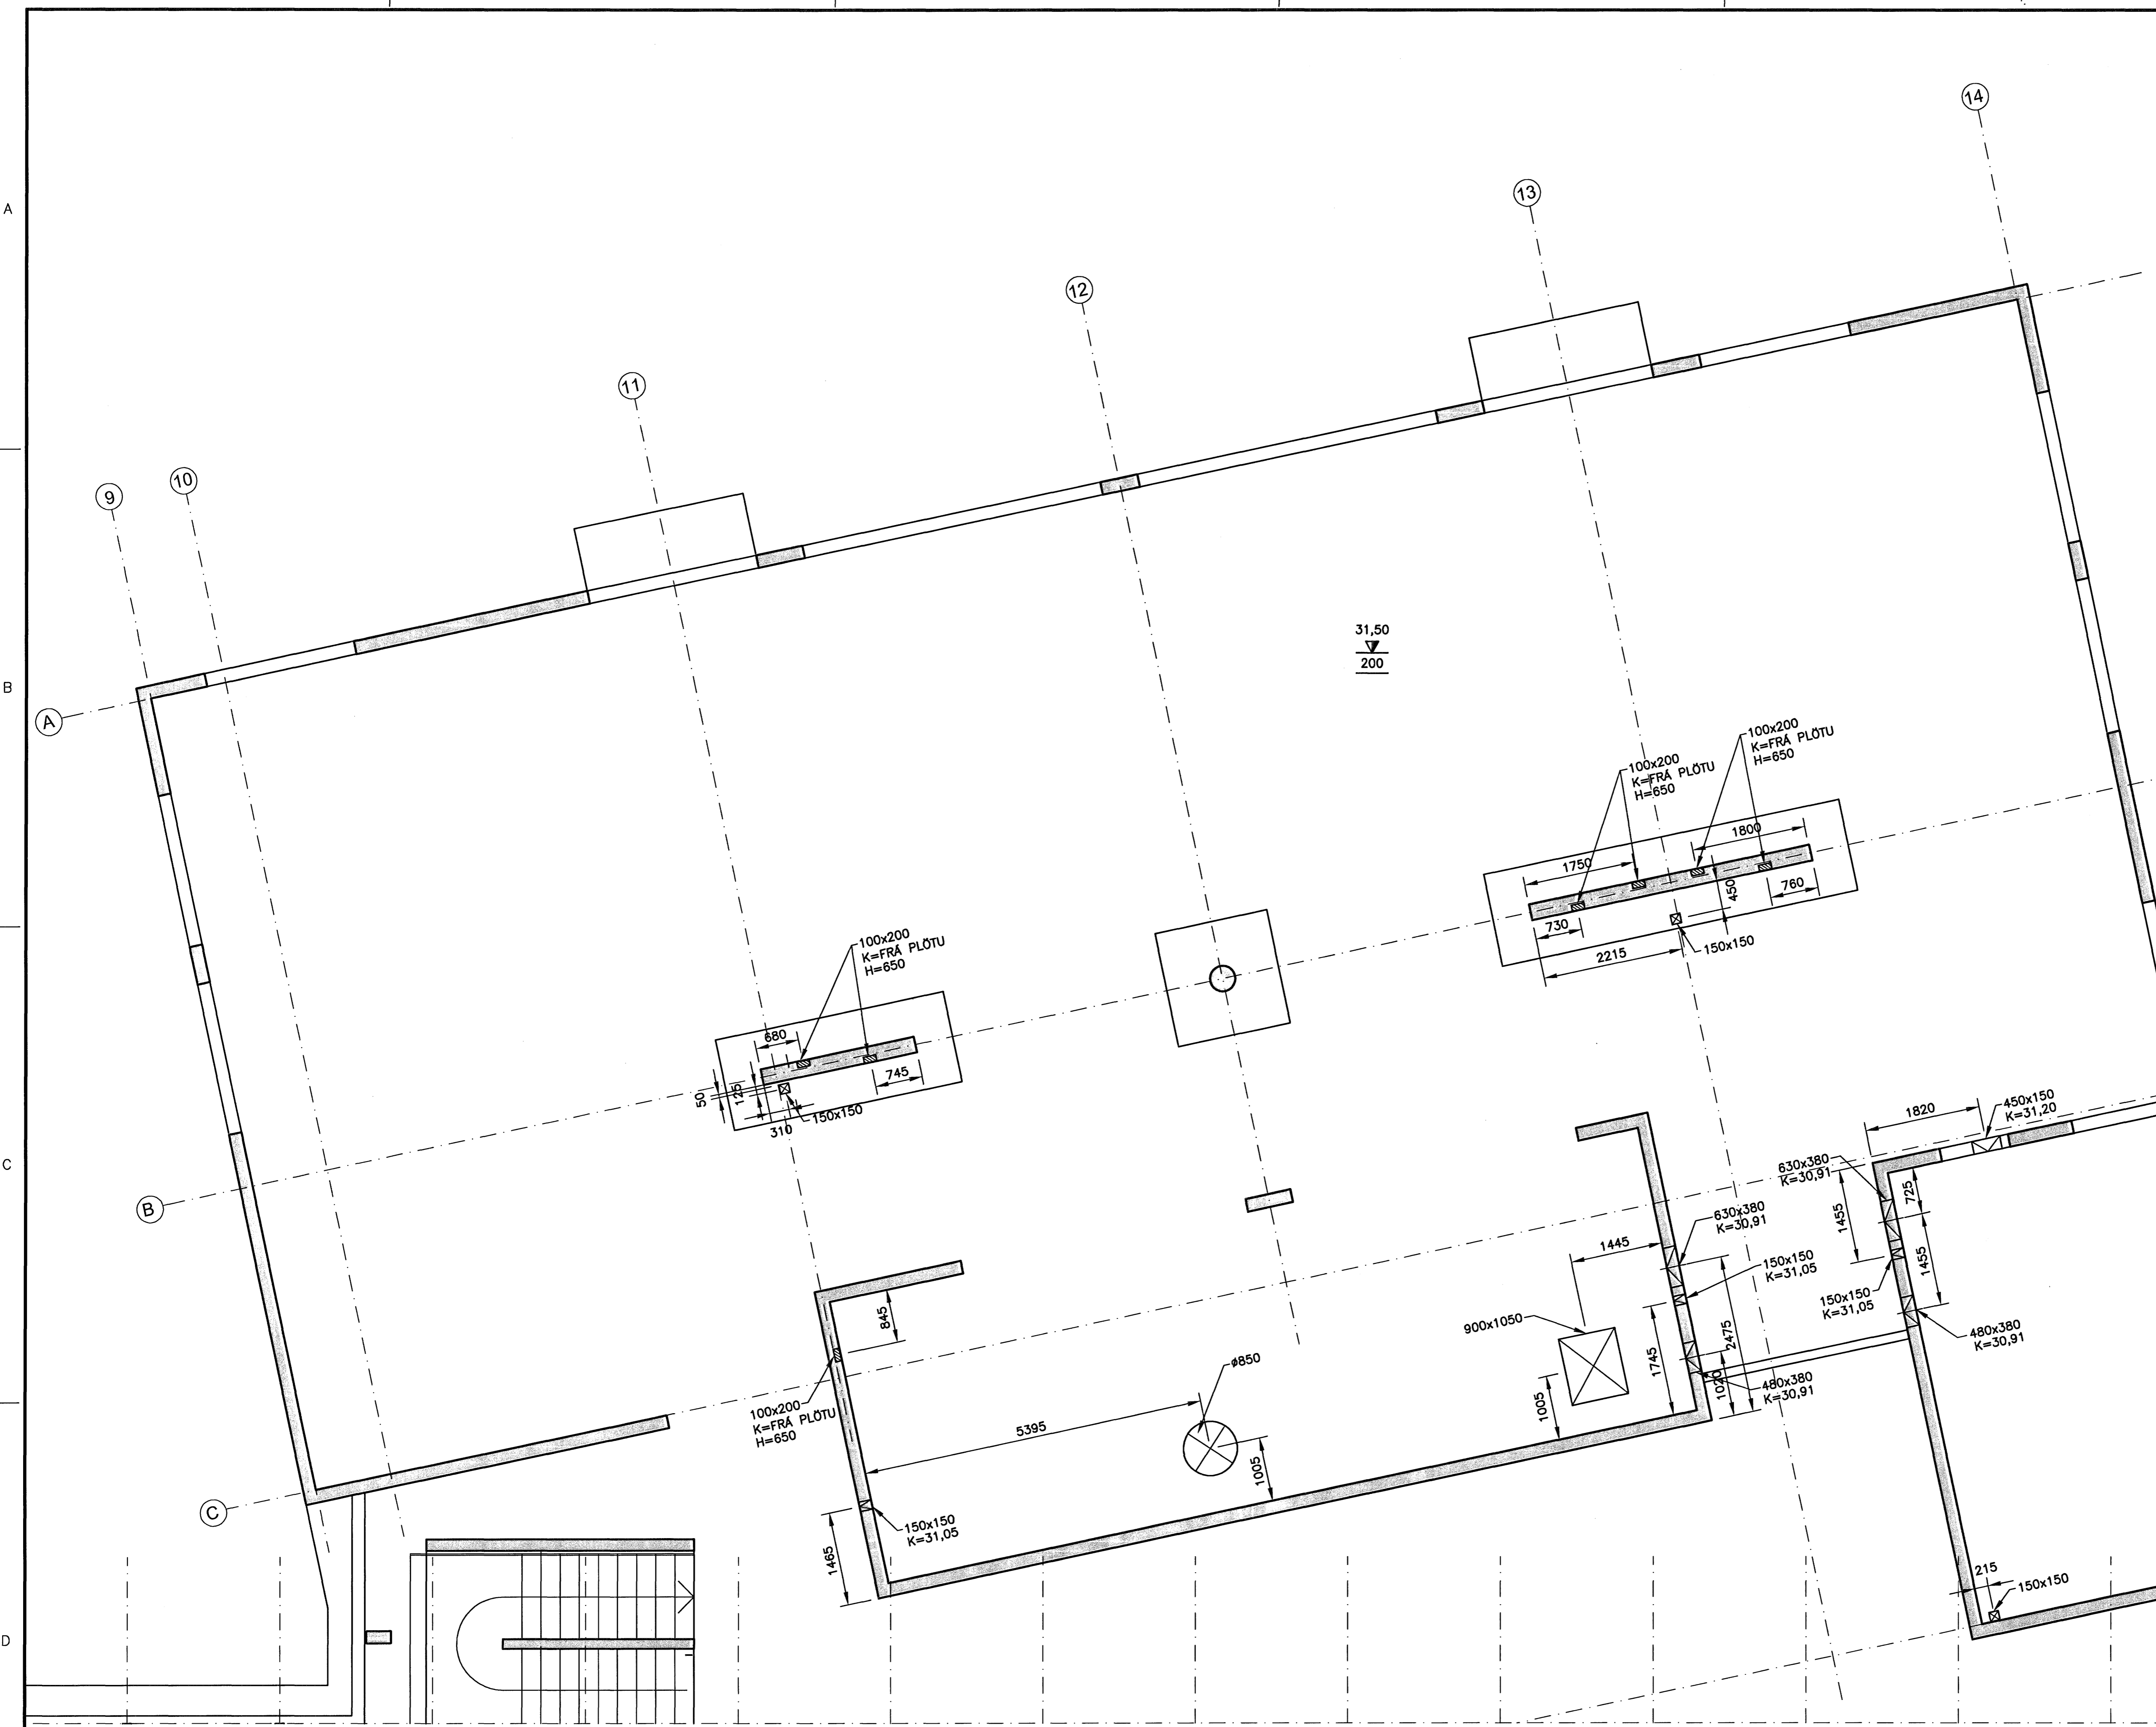 14
13
12
11
10
9
A
B
C
D
A
B
C
31,50
200
100x200
K=FRÁ PLÖTU
H=650
100x200
K=FRÁ PLÖTU
H=650
1800
1750
450
760
730
2215
150x150
100x200
K=FRÁ PLÖTU
H=650
680
745
50
125
310
150x150
1820
450x150
K=31,20
630x380
K=30,91
725
1455
1455
150x150
K=31,05
480x380
K=30,91
630x380
K=30,91
1445
150x150
K=31,05
900x1050
2475
1745
1020
480x380
K=30,91
1005
845
ø850
100x200
K=FRÁ PLÖTU
H=650
5395
1005
150x150
K=31,05
1465
215
150x150